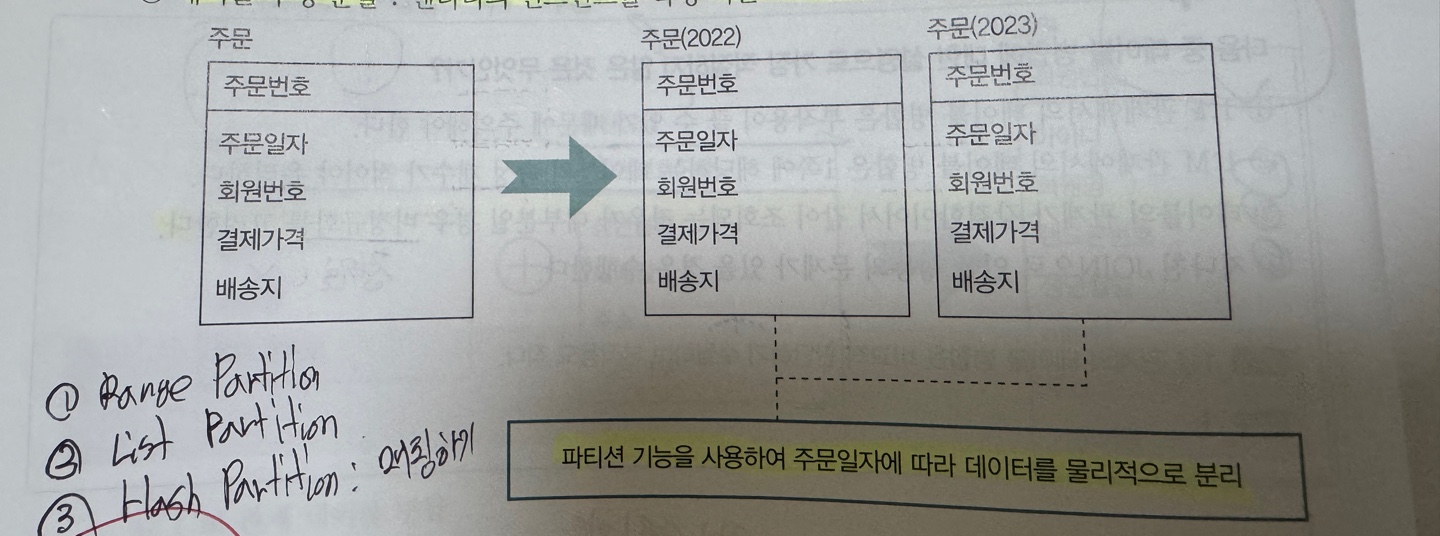 주문
주문번호
주문일자
회원번호
결제가격
배송지
주문(2022)
주문번호
주문일자
회원번호
결제가격
배송지
주문(2023)
주문번호
주문일자
회원번호
결제가격
배송지
파티션 기능을 사용하여 주문일자에 따라 데이터를 물리적으로 분리
① Range Partition
② List Partition
③ Hash Partition : 매핑하기